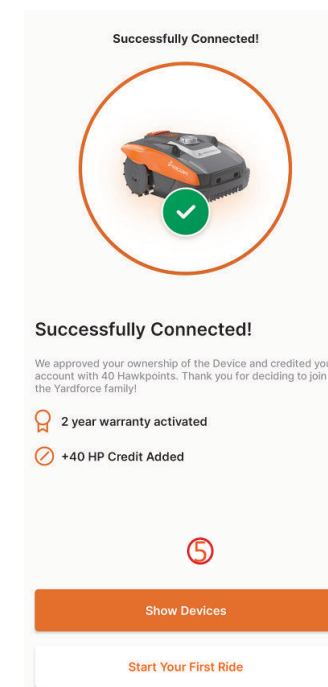 Successfully Connected!
Successfully Connected!
We approved your ownership of the Device and credited you
account with 40 Hawkpoints. Thank you for deciding to join
the Yardforce family!
2 year warranty activated
+40 HP Credit Added
5
Show Devices
Start Your First Ride